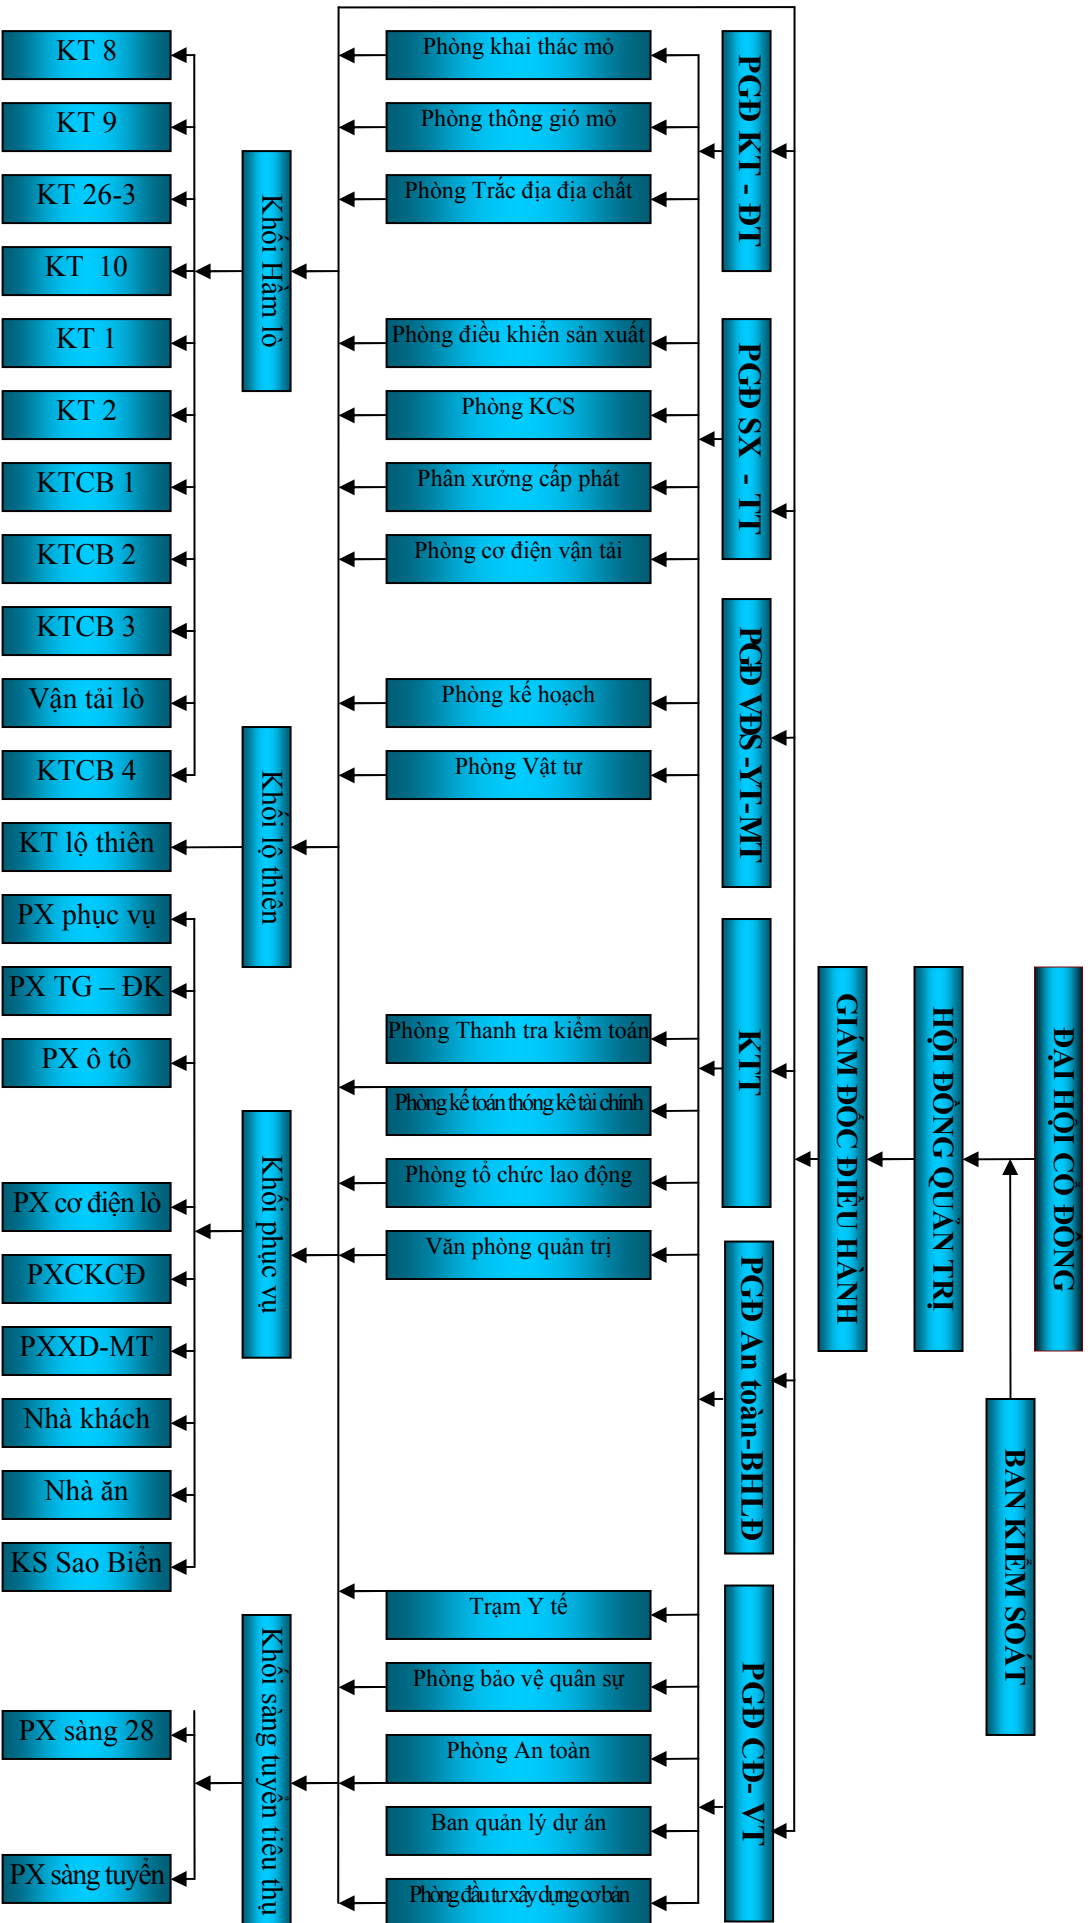 ĐẠI HỘI CỔ ĐÔNG
BAN KIỂM SOÁT
HỘI ĐỒNG QUẢN TRỊ
GIÁM ĐỐC ĐIỀU HÀNH
PGĐ KT - ĐT
PGĐ SX - TT
PGĐ VĐS -YT-MT
KTT
PGĐ An toàn-BHLĐ
PGĐ CĐ- VT
Phòng khai thác mỏ
Phòng thông gió mỏ
Phòng Trắc địa địa chất
Phòng điều khiển sản xuất
Phòng KCS
Phân xưởng cấp phát
Phòng cơ điện vận tải
Phòng kế hoạch
Phòng Vật tư
Phòng Thanh tra kiểm toán
Phòng kế toán thóng kê tài chính
Phòng tổ chức lao động
Văn phòng quản trị
Trạm Y tế
Phòng bảo vệ quân sự
Phòng An toàn
Ban quản lý dự án
Phòng đầu tư xây dựng cơ bản
Khối Hầm lò
Khối lộ thiên
Khối phục vụ
Khối sàng tuyển tiêu thụ
KT 8
KT 9
KT 26-3
KT 10
KT 1
KT 2
KTCB 1
KTCB 2
KTCB 3
Vận tải lò
KTCB 4
KT lộ thiên
PX phục vụ
PX TG – ĐK
PX ô tô
PX cơ điện lò
PXCKCĐ
PXXD-MT
Nhà khách
Nhà ăn
KS Sao Biển
PX sàng 28
PX sàng tuyển